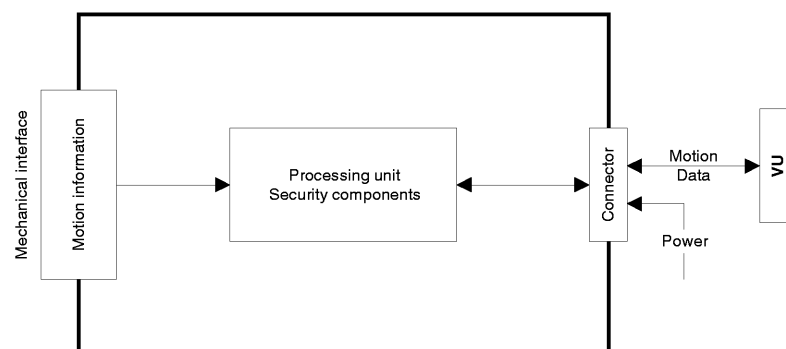 Mechanical interface
Motion information
Processing unit
Security components
Connector
Motion
Data
Power
VU